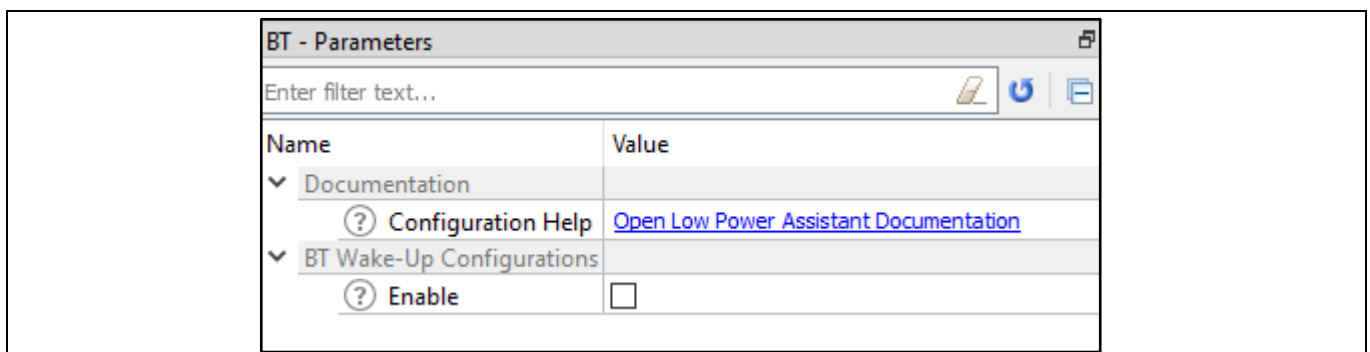 BT - Parameters
Enter filter text...
Name Value
Documentation
? Configuration Help Open Low Power Assistant Documentation
BT Wake-Up Configurations
? Enable